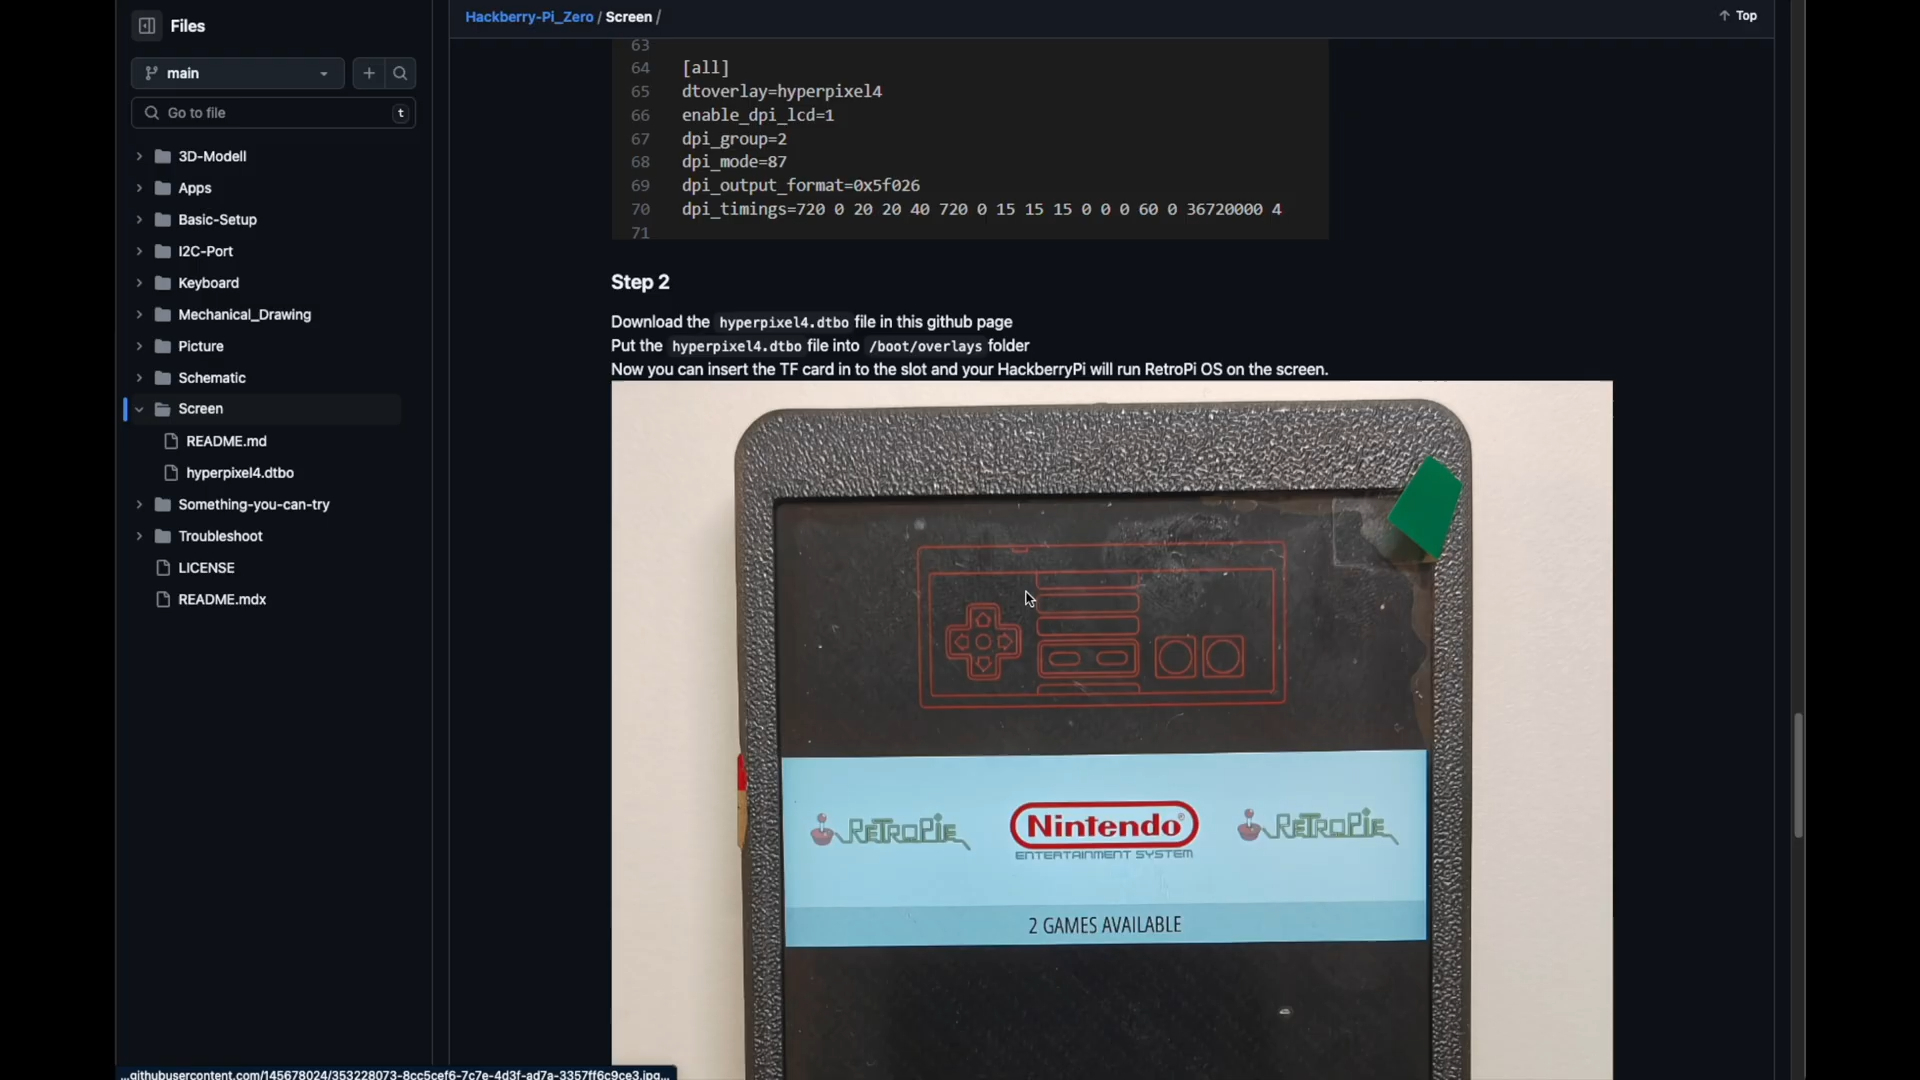 Files
main
Go to file
t
3D-Modell
Apps
Basic-Setup
I2C-Port
Keyboard
Mechanical_Drawing
Picture
Schematic
Screen
README.md
hyperpixel4.dtbo
Something-you-can-try
Troubleshoot
LICENSE
README.mdx
Hackberry-Pi_Zero / Screen /
Top
63
64 [all]
65 dtoverlay=hyperpixel4
66 enable_dpi_lcd=1
67 dpi_group=2
68 dpi_mode=87
69 dpi_output_format=0x5f026
70 dpi_timings=720 0 20 20 40 720 0 15 15 15 0 0 0 60 0 36720000 4
71
Step 2
Download the hyperpixel4.dtbo file in this github page
Put the hyperpixel4.dtbo file into /boot/overlays folder
Now you can insert the TF card in to the slot and your HackberryPi will run RetroPi OS on the screen.
RETROPIE
Nintendo®
ENTERTAINMENT SYSTEM
RETROPIE
2 GAMES AVAILABLE
...githubusercontent.com/145678024/353228073-8cc5cef6-7c7e-4d3f-ad7a-3357ff6c9ce3.jpg...